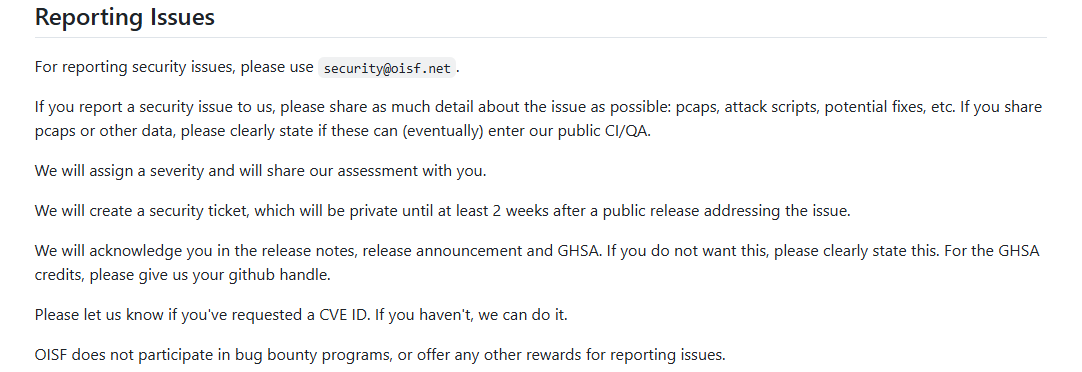 Reporting Issues
For reporting security issues, please use security@oisf.net.
If you report a security issue to us, please share as much detail about the issue as possible: pcaps, attack scripts, potential fixes, etc. If you share
pcaps or other data, please clearly state if these can (eventually) enter our public CI/QA.
We will assign a severity and will share our assessment with you.
We will create a security ticket, which will be private until at least 2 weeks after a public release addressing the issue.
We will acknowledge you in the release notes, release announcement and GHSA. If you do not want this, please clearly state this. For the GHSA
credits, please give us your github handle.
Please let us know if you've requested a CVE ID. If you haven't, we can do it.
OISF does not participate in bug bounty programs, or offer any other rewards for reporting issues.